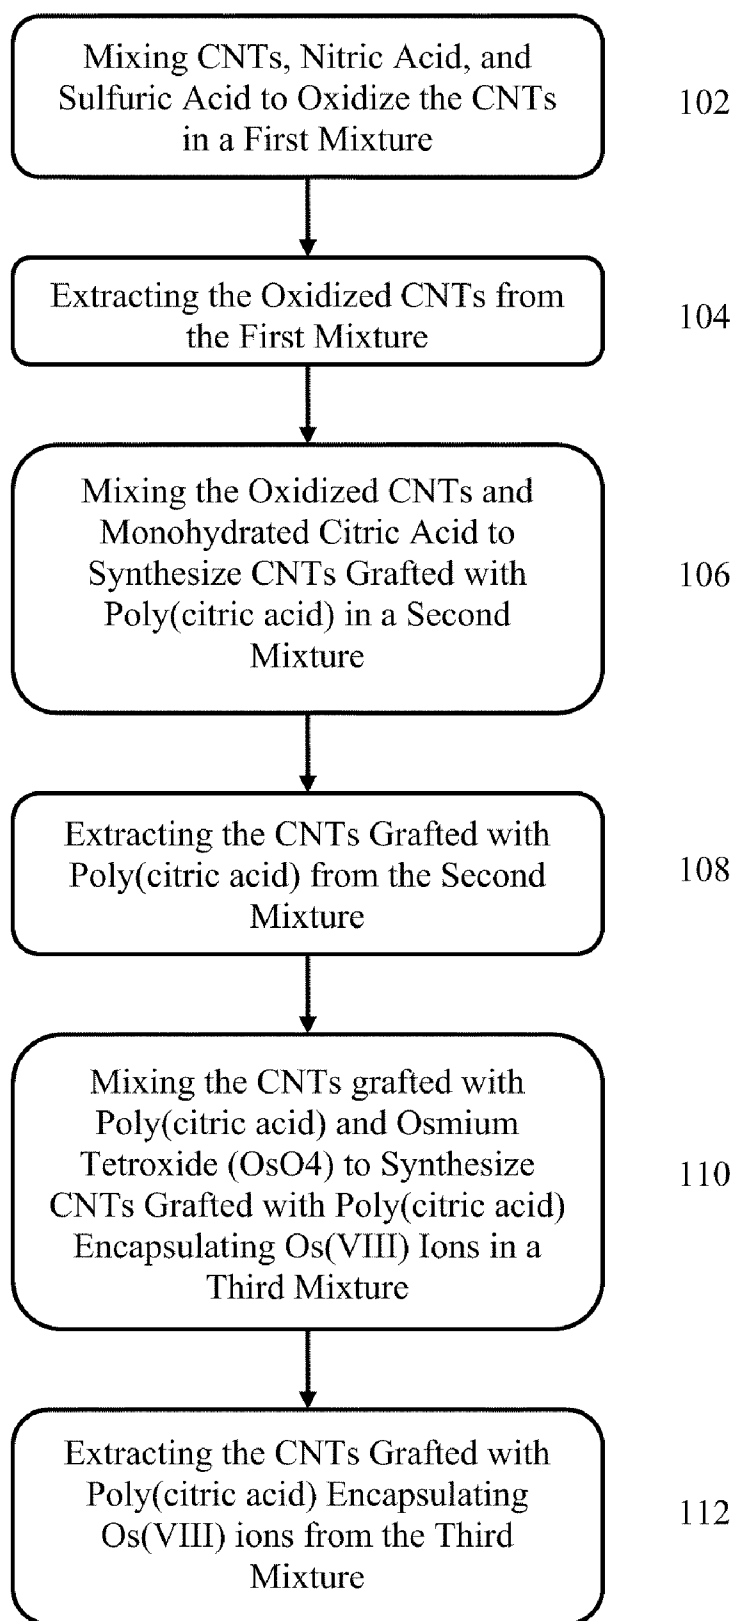 Mixing CNTs, Nitric Acid, and
Sulfuric Acid to Oxidize the CNTs
in a First Mixture
102
Extracting the Oxidized CNTs from
the First Mixture
104
Mixing the Oxidized CNTs and
Monohydrated Citric Acid to
Synthesize CNTs Grafted with
Poly(citric acid) in a Second
Mixture
106
Extracting the CNTs Grafted with
Poly(citric acid) from the Second
Mixture
108
Mixing the CNTs grafted with
Poly(citric acid) and Osmium
Tetroxide (OsO4) to Synthesize
CNTs Grafted with Poly(citric acid)
Encapsulating Os(VIII) Ions in a
Third Mixture
110
Extracting the CNTs Grafted with
Poly(citric acid) Encapsulating
Os(VIII) ions from the Third
Mixture
112